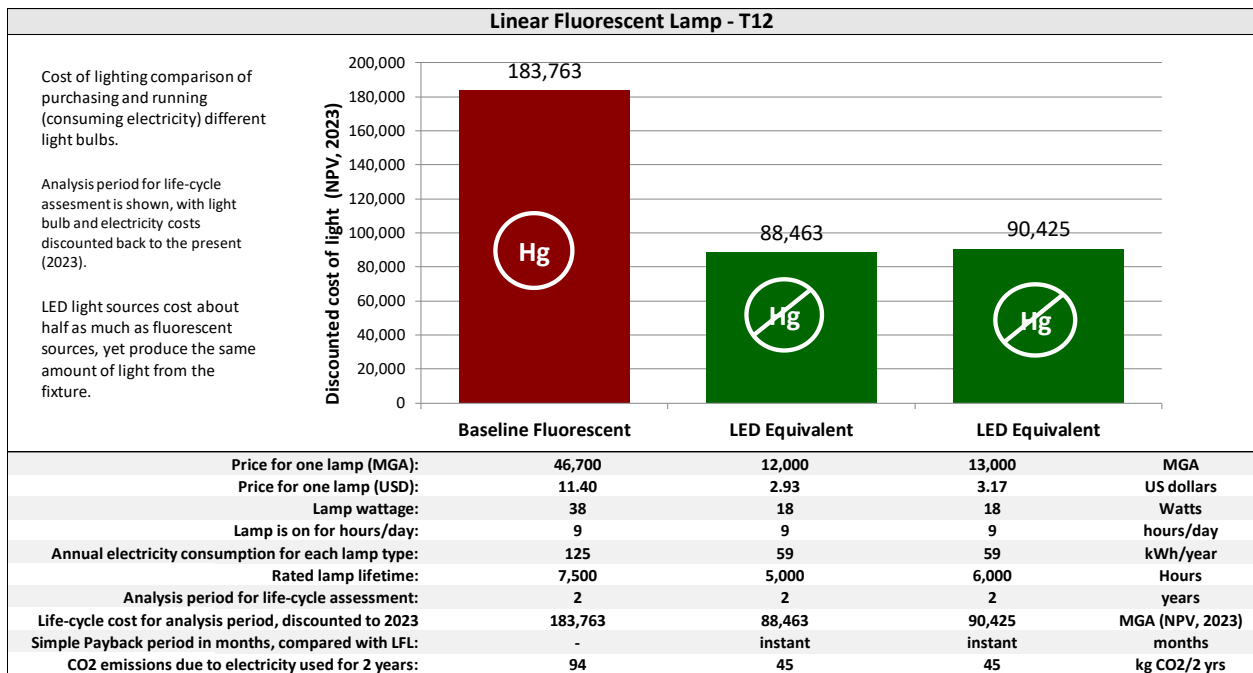 Linear Fluorescent Lamp - T12
Cost of lighting comparison of
purchasing and running
(consuming electricity) different
light bulbs.
Analysis period for life-cycle
assesment is shown, with light
bulb and electricity costs
discounted back to the present
(2023).
LED light sources cost about
half as much as fluorescent
sources, yet produce the same
amount of light from the
fixture.
Discounted cost of light (NPV, 2023)
200,000
180,000
160,000
140,000
120,000
100,000
80,000
60,000
40,000
20,000
0
183,763
88,463
90,425
Hg
Hg
Hg
Baseline Fluorescent LED Equivalent LED Equivalent
Price for one lamp (MGA): 46,700 12,000 13,000 MGA
Price for one lamp (USD): 11.40 2.93 3.17 US dollars
Lamp wattage: 38 18 18 Watts
Lamp is on for hours/day: 9 9 9 hours/day
Annual electricity consumption for each lamp type: 125 59 59 kWh/year
Rated lamp lifetime: 7,500 5,000 6,000 Hours
Analysis period for life-cycle assessment: 2 2 2 years
Life-cycle cost for analysis period, discounted to 2023 183,763 88,463 90,425 MGA (NPV, 2023)
Simple Payback period in months, compared with LFL: - instant instant months
CO2 emissions due to electricity used for 2 years: 94 45 45 kg CO2/2 yrs